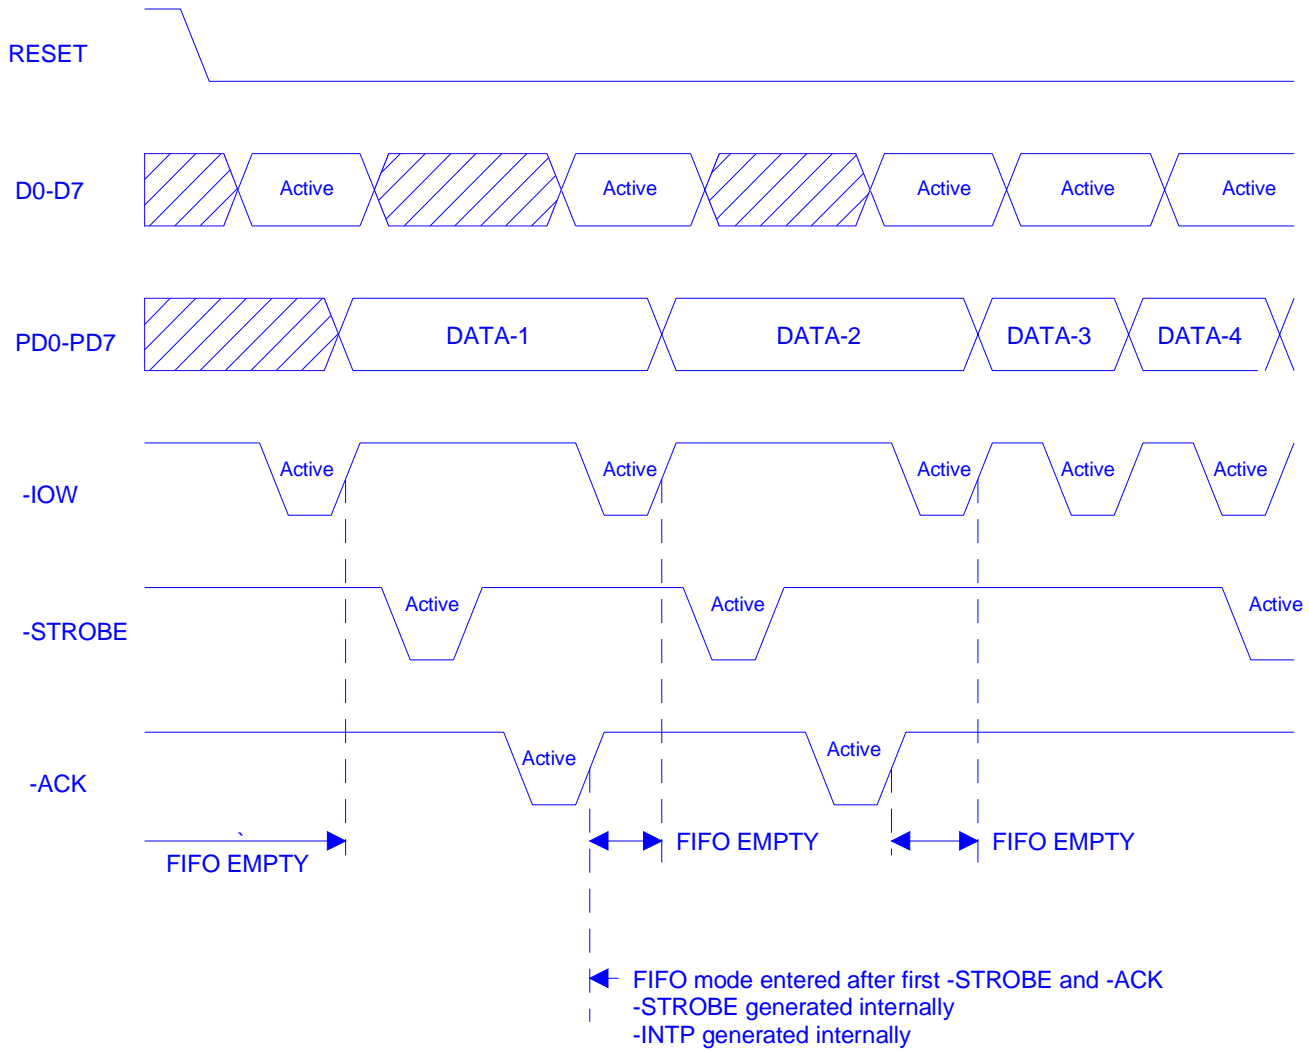 RESET
D0-D7
Active
Active
Active
Active
Active
PD0-PD7
DATA-1
DATA-2
DATA-3
DATA-4
-IOW
Active
Active
Active
Active
Active
-STROBE
Active
Active
Active
-ACK
Active
Active
`
FIFO EMPTY
FIFO EMPTY
FIFO EMPTY
FIFO mode entered after first -STROBE and -ACK
-STROBE generated internally
-INTP generated internally